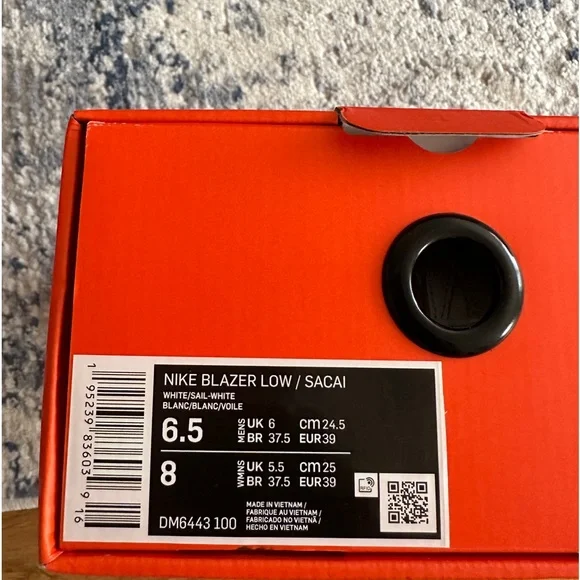 NIKE BLAZER LOW / SACAI
WHITE/SAIL-WHITE
BLANC/BLANC/VOILE
6.5 MENS UK 6 CM 24.5
BR 37.5 EUR 39
8 WMNS UK 5.5 CM 25
BR 37.5 EUR 39
MADE IN VIETNAM /
FABRIQUE AU VIETNAM /
FABRICADO NO VIETNÃ /
HECHO EN VIETNAM
DM6443 100
1 95239 83603 9 16